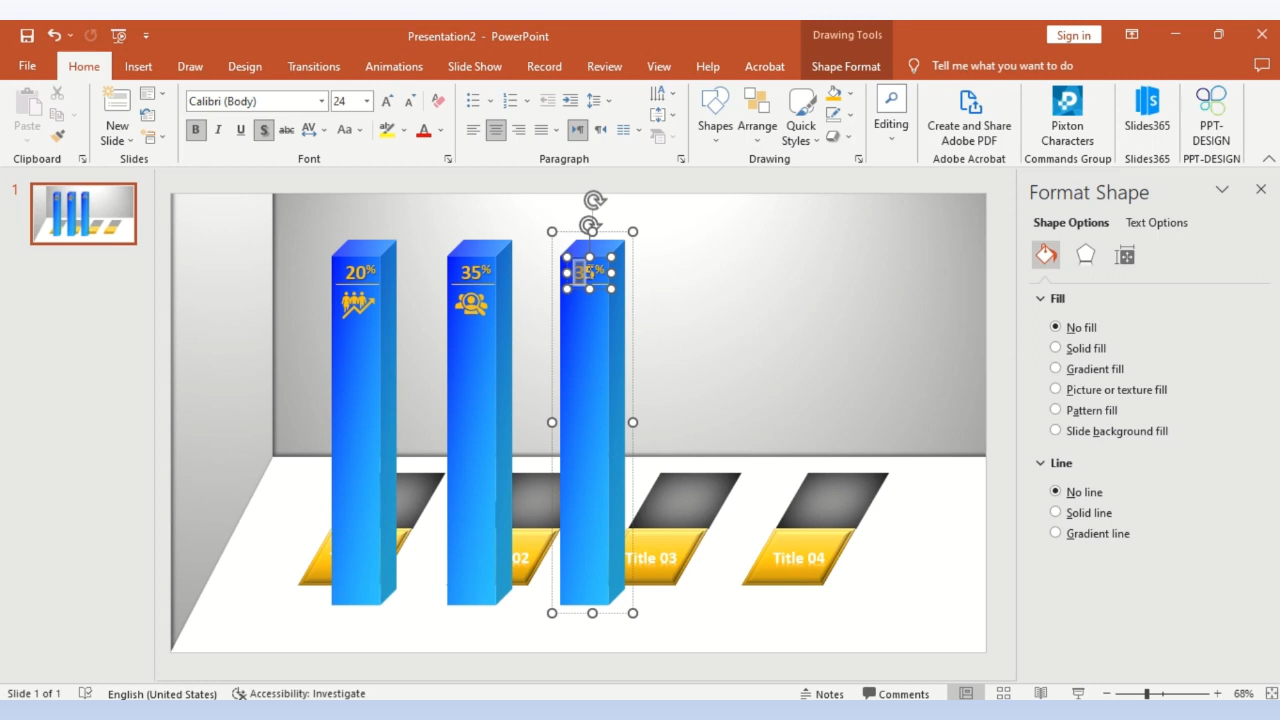 Presentation2 - PowerPoint
Drawing Tools
Sign in
File
Home
Insert
Draw
Design
Transitions
Animations
Slide Show
Record
Review
View
Help
Acrobat
Shape Format
Tell me what you want to do
Paste
New
Slide
Calibri (Body)
24
B I U S abc AV Aa A
Shapes
Arrange
Quick
Styles
Editing
Create and Share
Adobe PDF
Pixton
Characters
Slides365
PPT-
DESIGN
Clipboard
Slides
Font
Paragraph
Drawing
Adobe Acrobat
Commands Group
Slides365
PPT-DESIGN
1
20%
35%
35%
02
Title 03
Title 04
Format Shape
Shape Options
Text Options
Fill
No fill
Solid fill
Gradient fill
Picture or texture fill
Pattern fill
Slide background fill
Line
No line
Solid line
Gradient line
Slide 1 of 1
English (United States)
Accessibility: Investigate
Notes
Comments
68%